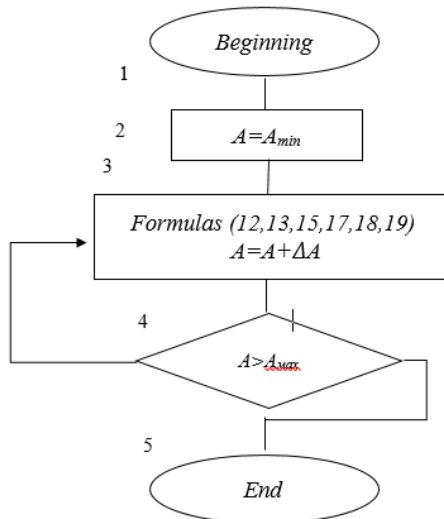 Beginning
1
2
A=Amin
3
Formulas (12,13,15,17,18,19)
A=A+ΔA
4
A>Amax
5
End